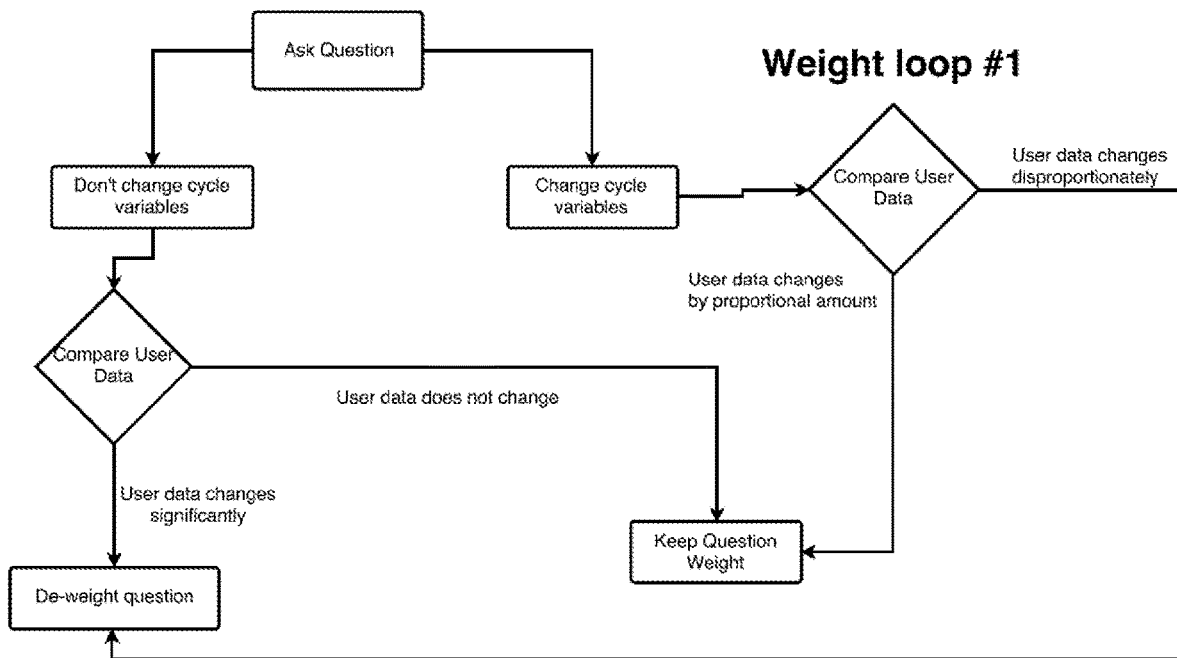 Ask Question
Weight loop #1
Don't change cycle
variables
Change cycle
variables
Compare User
Data
User data changes
disproportionately
User data changes
by proportional amount
Compare User
Data
User data does not change
User data changes
significantly
Keep Question
Weight
De-weight question